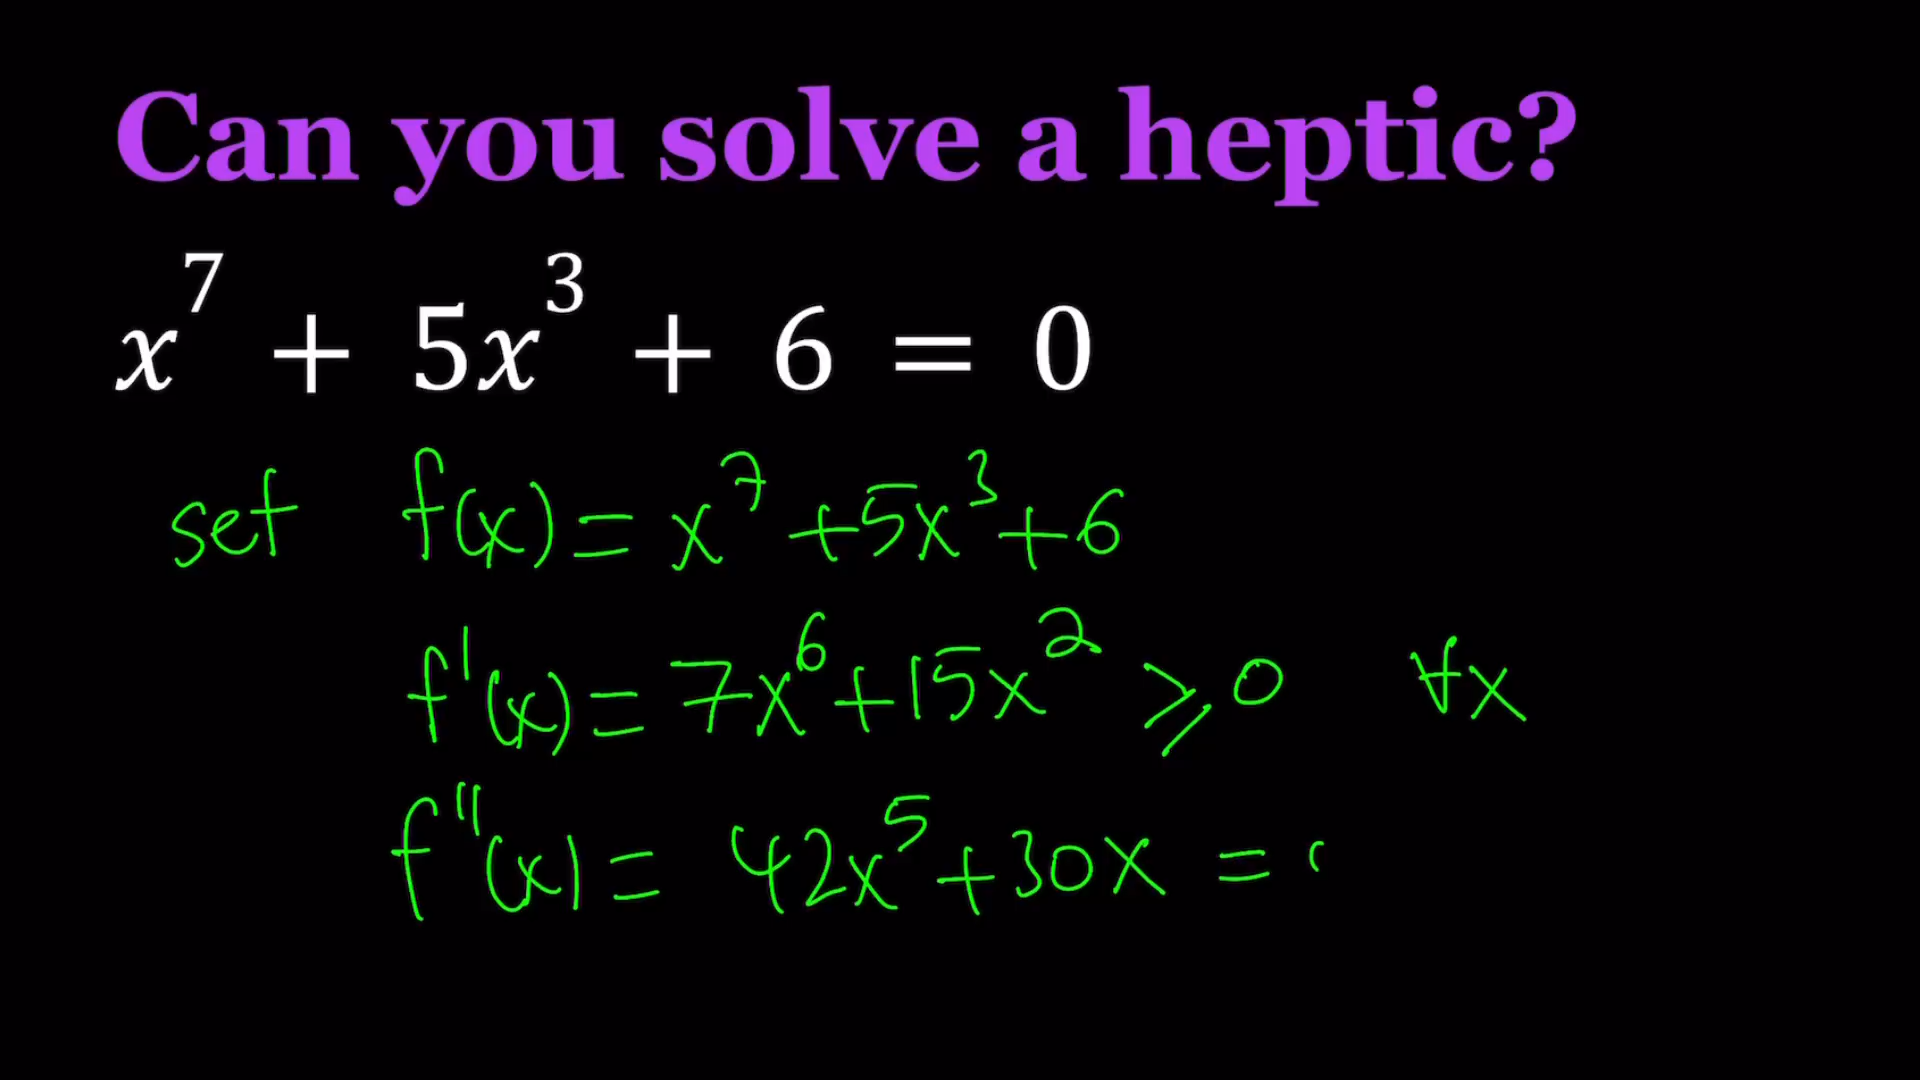 Can you solve a heptic?
x⁷ + 5x³ + 6 = 0
set f(x) = x⁷ + 5x³ + 6
f'(x) = 7x⁶ + 15x² ⩾ 0 ∀x
f''(x) = 42x⁵ + 30x =